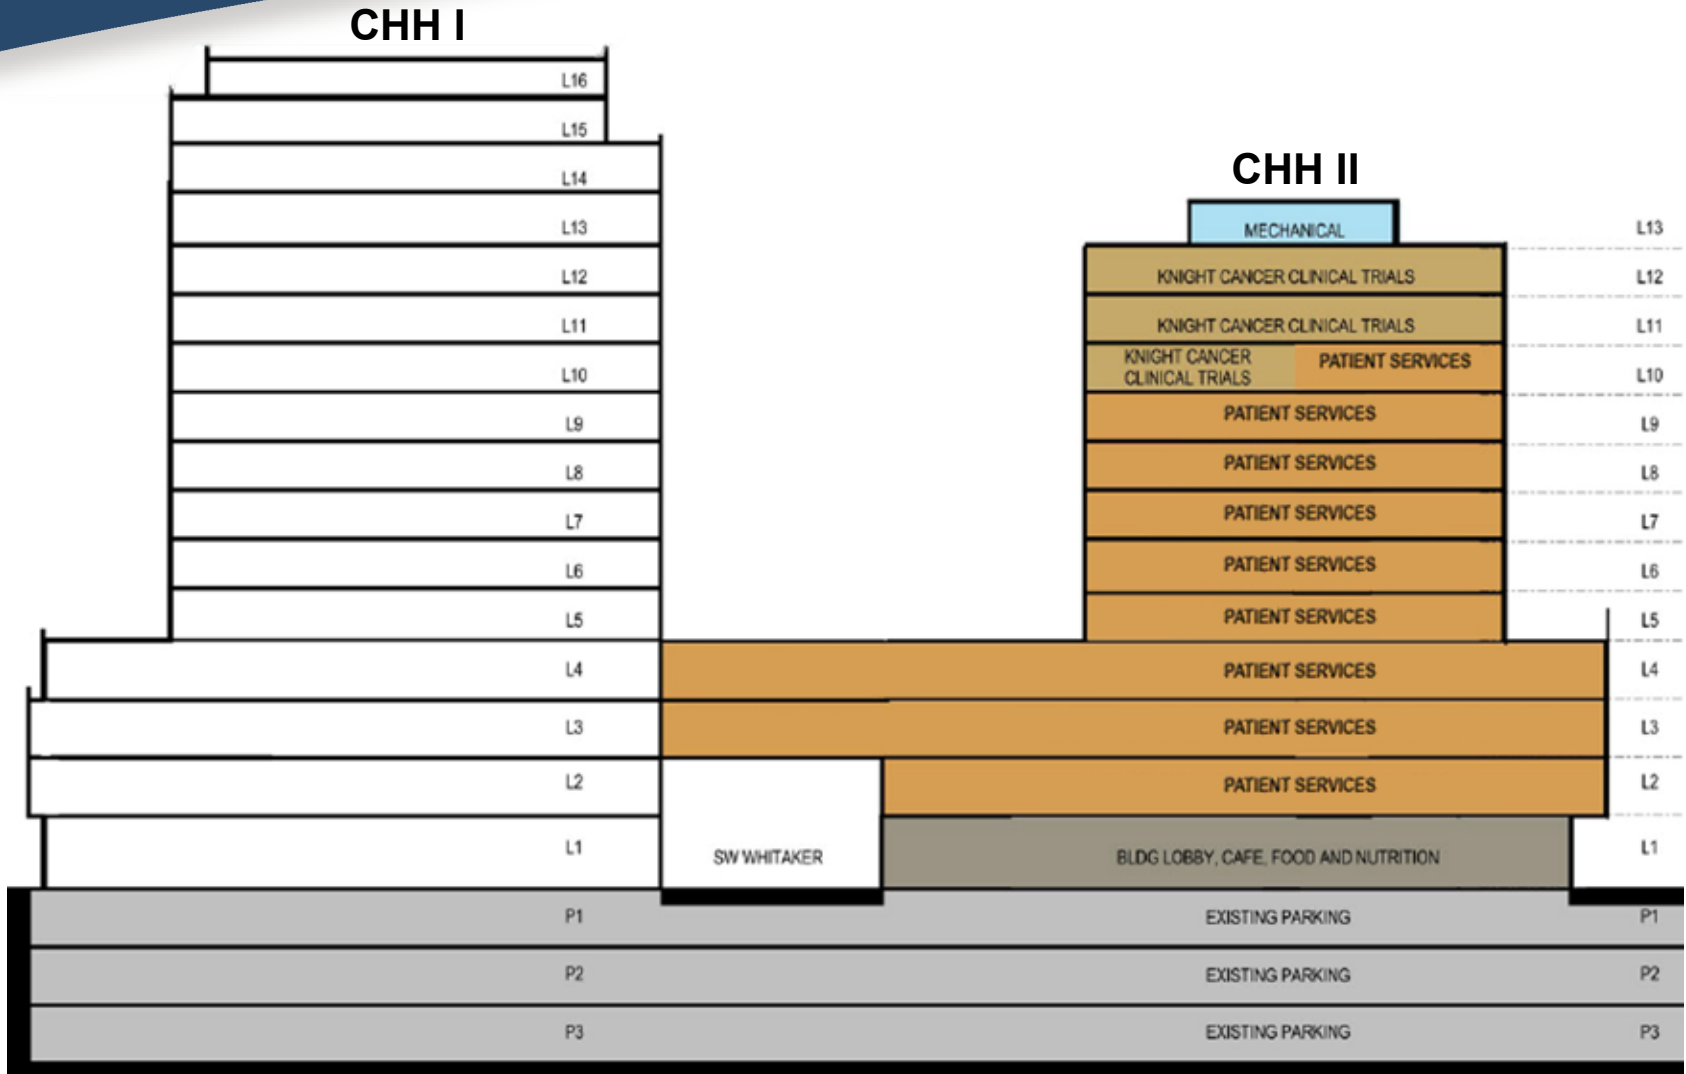 CHH I
L16
L15
L14
CHH II
L13
MECHANICAL
L13
L12
KNIGHT CANCER CLINICAL TRIALS
L12
L11
KNIGHT CANCER CLINICAL TRIALS
L11
L10
KNIGHT CANCER
CLINICAL TRIALS
PATIENT SERVICES
L10
L9
PATIENT SERVICES
L9
L8
PATIENT SERVICES
L8
L7
PATIENT SERVICES
L7
L6
PATIENT SERVICES
L6
L5
PATIENT SERVICES
L5
L4
PATIENT SERVICES
L4
L3
PATIENT SERVICES
L3
L2
PATIENT SERVICES
L2
L1
SW WHITAKER
BLDG LOBBY, CAFE, FOOD AND NUTRITION
L1
P1
EXISTING PARKING
P1
P2
EXISTING PARKING
P2
P3
EXISTING PARKING
P3